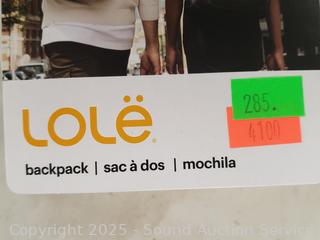 285.
4100
LOLË®
backpack | sac à dos | mochila
Copyright 2025 - Sound Auction Service